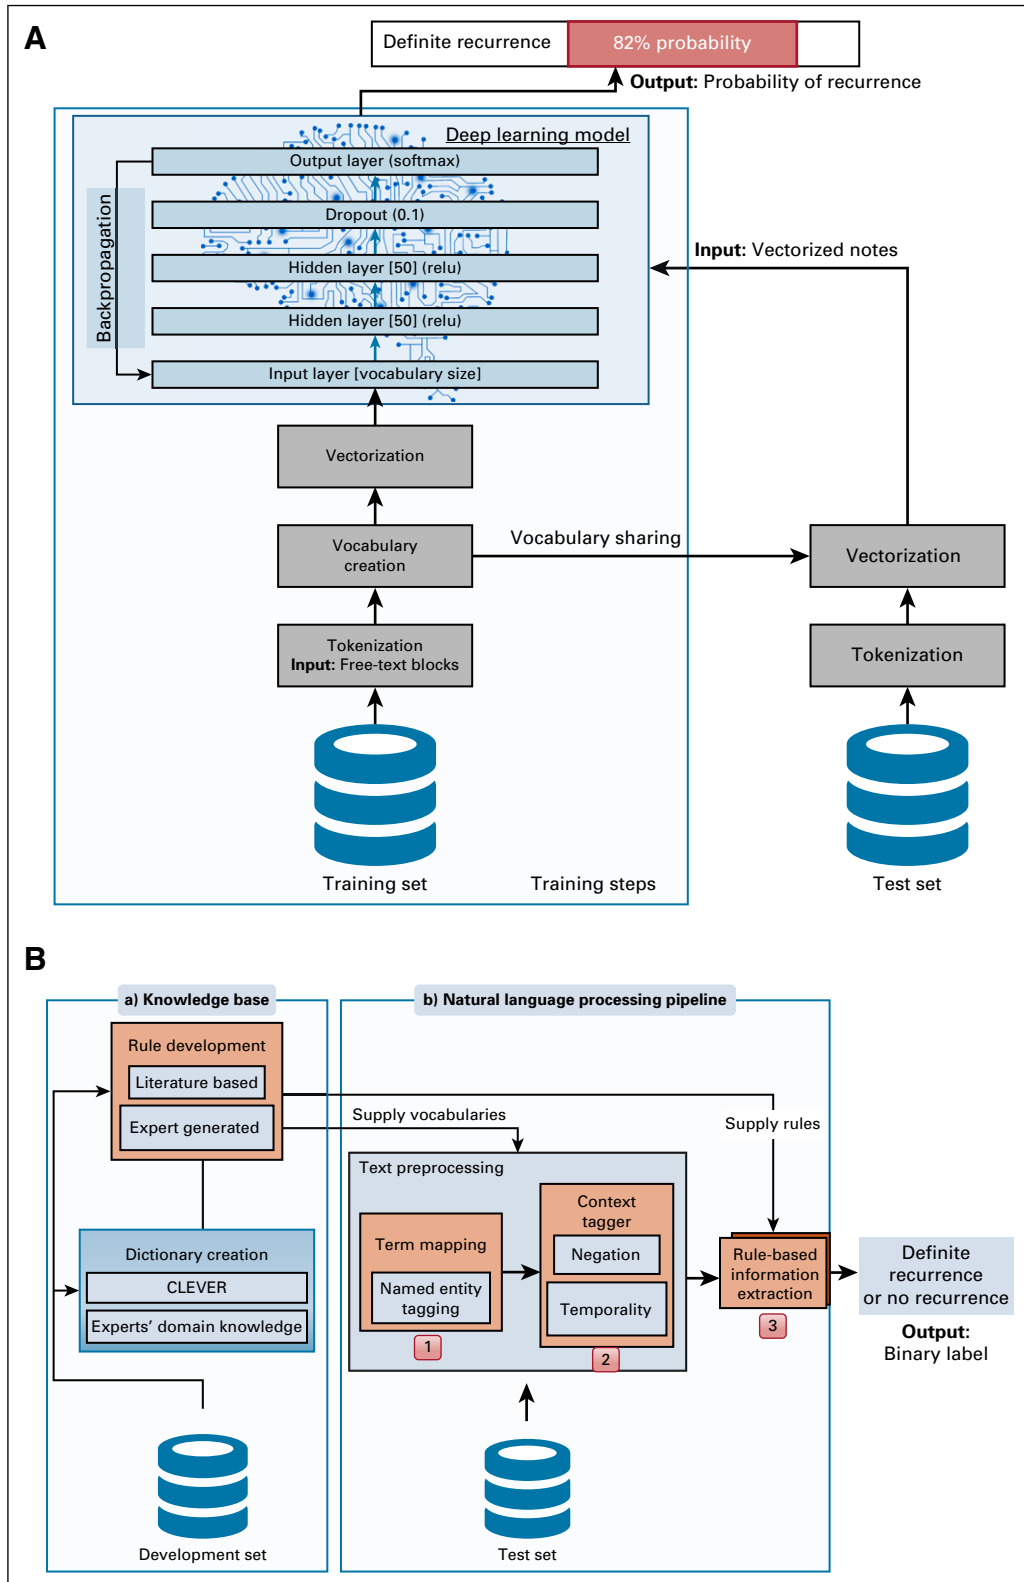 A
Definite recurrence
82% probability
Output: Probability of recurrence
Deep learning model
Output layer (softmax)
Dropout (0.1)
Hidden layer [50] (relu)
Hidden layer [50] (relu)
Input layer [vocabulary size]
Backpropagation
Input: Vectorized notes
Vectorization
Vocabulary
creation
Vocabulary sharing
Vectorization
Tokenization
Input: Free-text blocks
Tokenization
Training set
Training steps
Test set
B
a) Knowledge base
b) Natural language processing pipeline
Rule development
Literature based
Expert generated
Supply vocabularies
Supply rules
Text preprocessing
Context
tagger
Negation
Temporality
Term mapping
Named entity
tagging
1
2
Dictionary creation
CLEVER
Experts' domain knowledge
Rule-based
information
extraction
3
Definite
recurrence
or no recurrence
Output:
Binary label
Development set
Test set